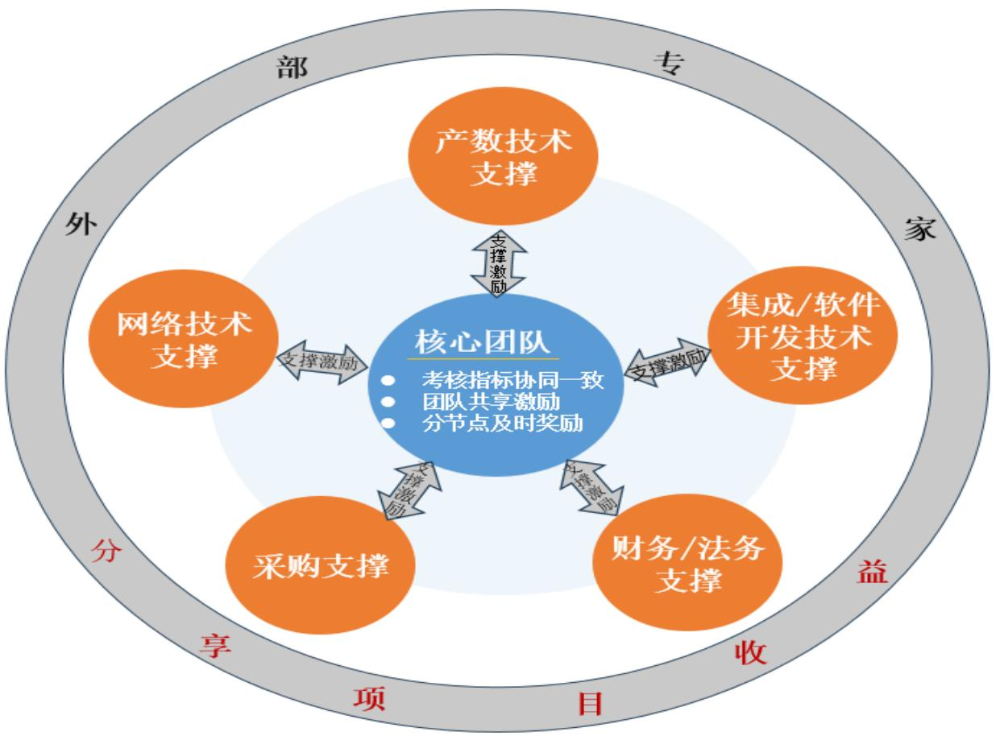 外部专家
产数技术
支撑
支撑激励
网络技术
支撑
支撑激励
核心团队
考核指标协同一致
团队共享激励
分节点及时奖励
支撑激励
集成/软件
开发技术
支撑
支撑激励
采购支撑
支撑激励
财务/法务
支撑
分享项目收益